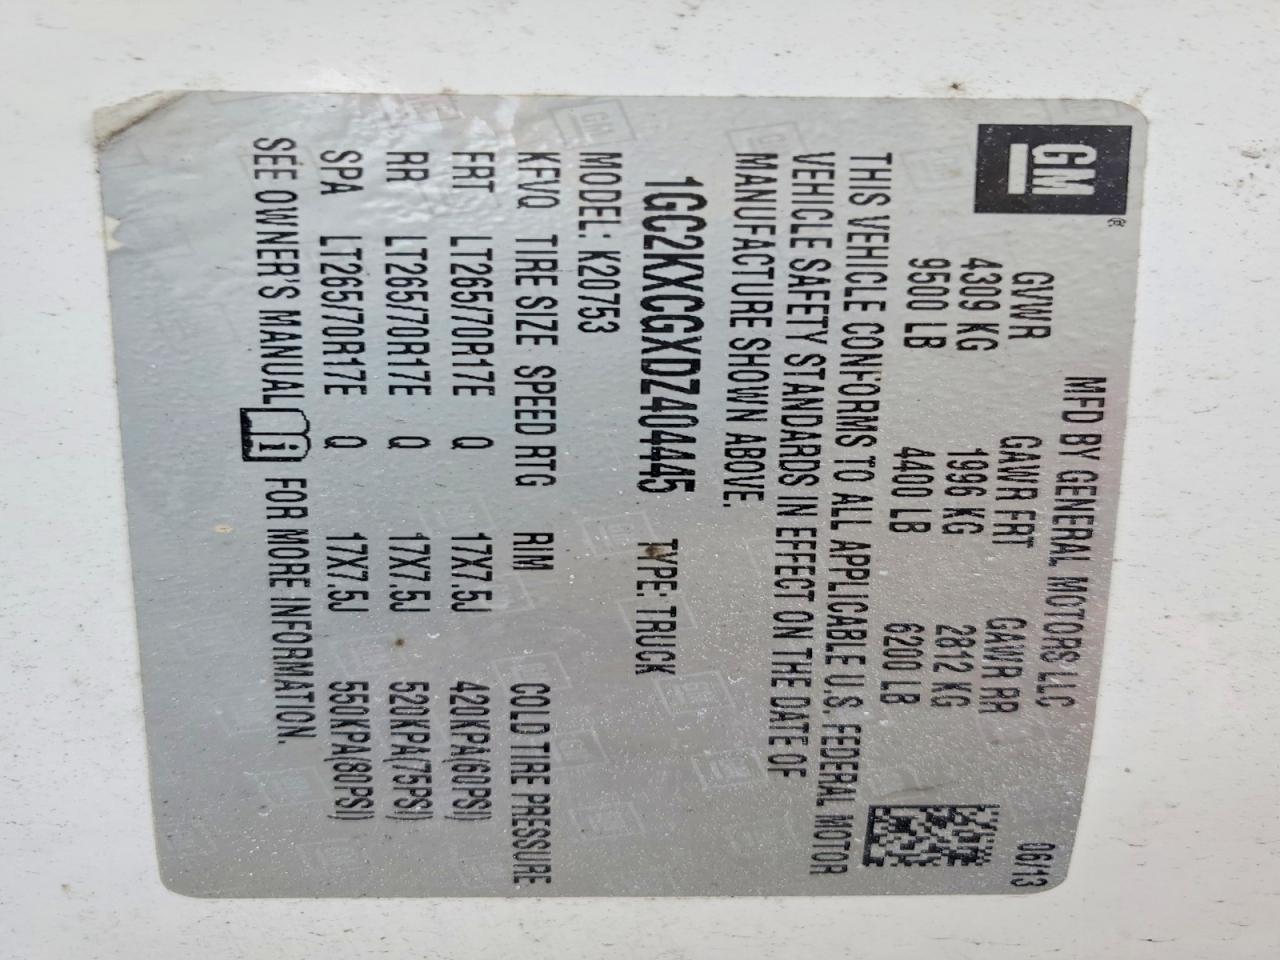 GM®
MFD BY GENERAL MOTORS LLC 06/13
GVWR GAWR FRT GAWR RR
4309 KG 1996 KG 2812 KG
9500 LB 4400 LB 6200 LB
THIS VEHICLE CONFORMS TO ALL APPLICABLE U.S. FEDERAL MOTOR
VEHICLE SAFETY STANDARDS IN EFFECT ON THE DATE OF
MANUFACTURE SHOWN ABOVE.
1GC2KXCGXDZ404445 TYPE: TRUCK
MODEL: K20753
KFVQ TIRE SIZE SPEED RTG RIM COLD TIRE PRESSURE
FRT LT265/70R17E Q 17X7.5J 420KPA(60PSI)
RR LT265/70R17E Q 17X7.5J 520KPA(75PSI)
SPA LT265/70R17E Q 17X7.5J 550KPA(80PSI)
SEE OWNER'S MANUAL i FOR MORE INFORMATION.